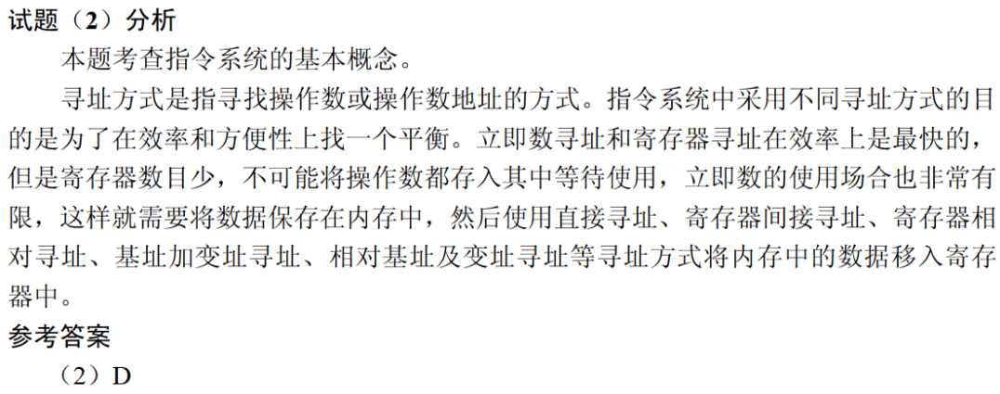 试题（2）分析
本题考查指令系统的基本概念。
寻址方式是指寻找操作数或操作数地址的方式。指令系统中采用不同寻址方式的目
的是为了在效率和方便性上找一个平衡。立即数寻址和寄存器寻址在效率上是最快的，
但是寄存器数目少，不可能将操作数都存入其中等待使用，立即数的使用场合也非常有
限，这样就需要将数据保存在内存中，然后使用直接寻址、寄存器间接寻址、寄存器相
对寻址、基址加变址寻址、相对基址及变址寻址等寻址方式将内存中的数据移入寄存
器中。
参考答案
（2）D